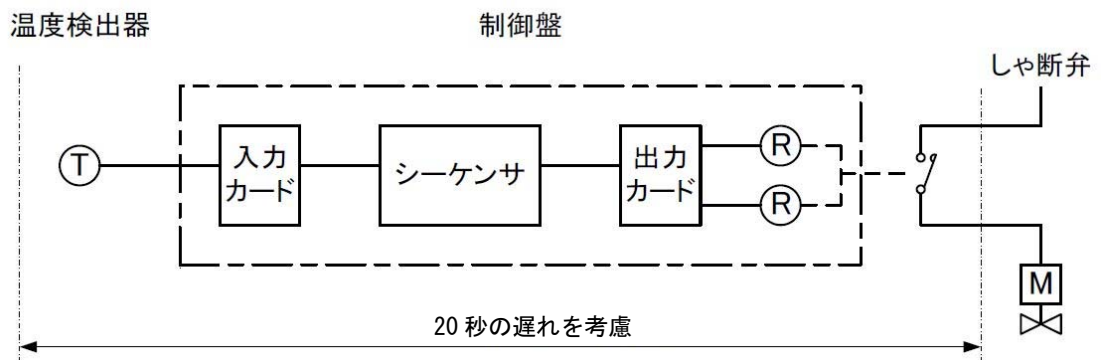 温度検出器
制御盤
しゃ断弁
T
入力
カード
シーケンサ
出力
カード
R
R
M
20 秒の遅れを考慮